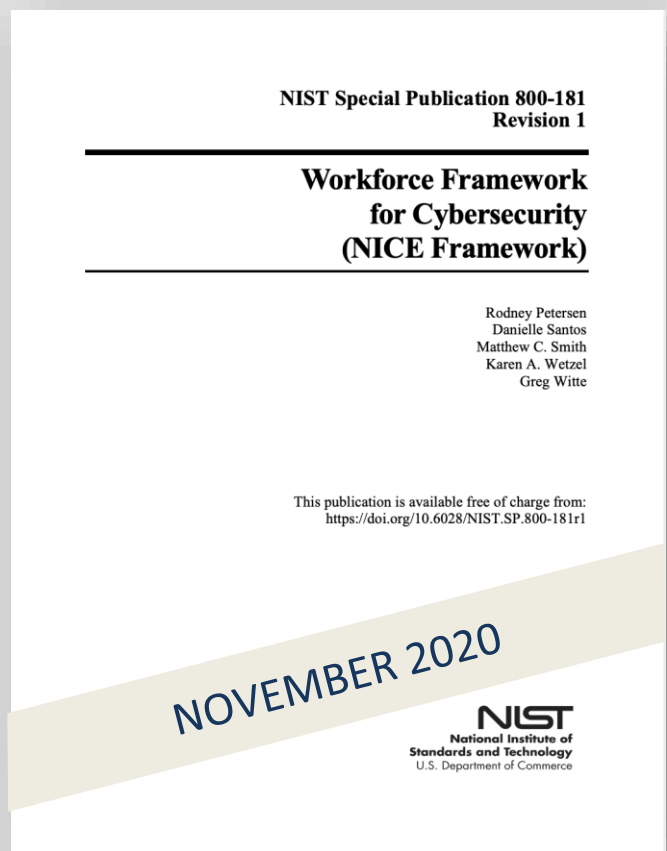 NIST Special Publication 800-181
Revision 1
Workforce Framework
for Cybersecurity
(NICE Framework)
Rodney Petersen
Danielle Santos
Matthew C. Smith
Karen A. Wetzel
Greg Witte
This publication is available free of charge from:
https://doi.org/10.6028/NIST.SP.800-181r1
NOVEMBER 2020
NIST
National Institute of
Standards and Technology
U.S. Department of Commerce